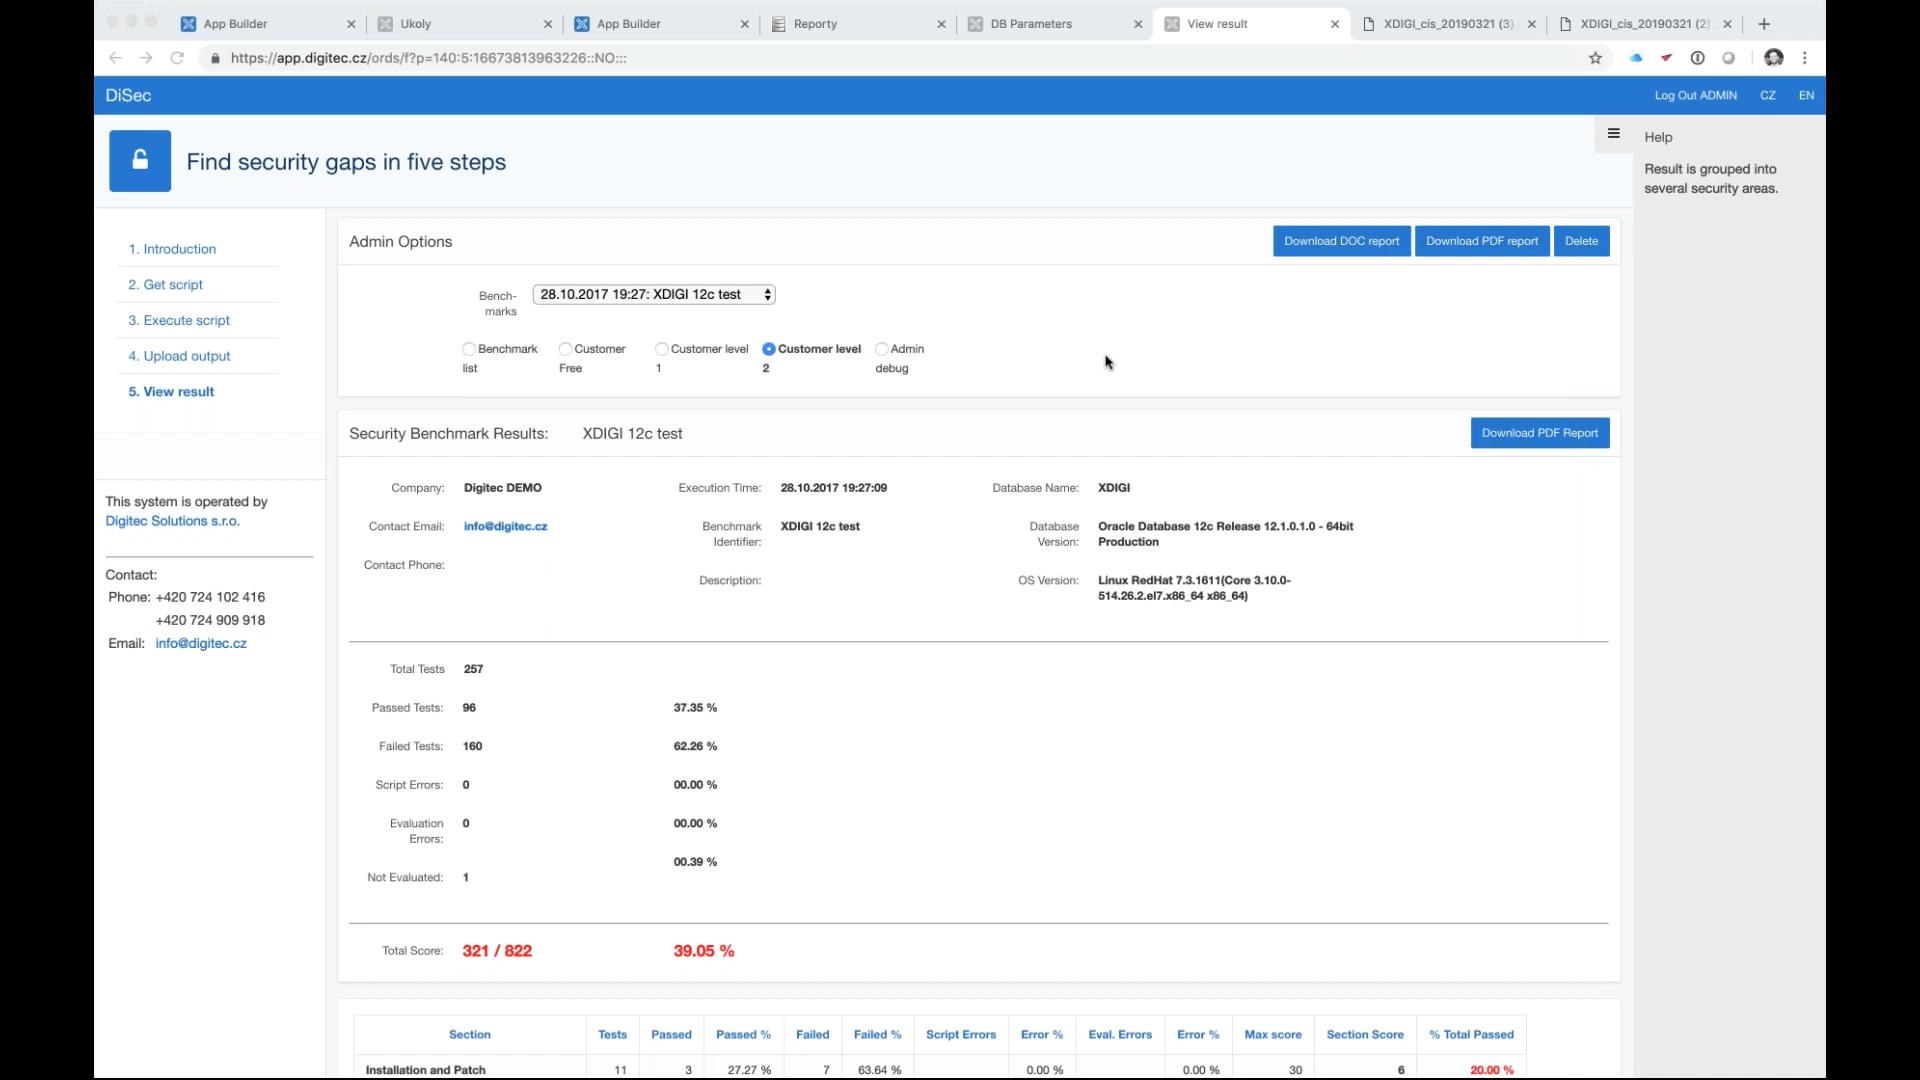 App Builder
Ukoly
App Builder
Reporty
DB Parameters
View result
XDIGI_cis_20190321 (3).
XDIGI_cis_20190321 (2)
https://app.digitec.cz/ords/f?p=140:5:16673813963226::NO:::
DiSec
Log Out ADMIN CZ EN
Find security gaps in five steps
Help
Result is grouped into
several security areas.
1. Introduction
2. Get script
3. Execute script
4. Upload output
5. View result
This system is operated by
Digitec Solutions s.r.o.
Contact:
Phone: +420 724 102 416
+420 724 909 918
Email: info@digitec.cz
Admin Options
Download DOC report
Download PDF report
Delete
Bench-
marks
28.10.2017 19:27: XDIGI 12c test
Benchmark
list
Customer
Free
Customer level
1
Customer level
2
Admin
debug
Security Benchmark Results: XDIGI 12c test
Download PDF Report
Company: Digitec DEMO
Contact Email: info@digitec.cz
Contact Phone:
Execution Time: 28.10.2017 19:27:09
Benchmark
Identifier:
XDIGI 12c test
Description:
Database Name: XDIGI
Database
Version:
Oracle Database 12c Release 12.1.0.1.0 - 64bit
Production
OS Version:
Linux RedHat 7.3.1611(Core 3.10.0-
514.26.2.el7.x86_64 x86_64)
Total Tests 257
Passed Tests: 96 37.35 %
Failed Tests: 160 62.26 %
Script Errors: 0 00.00 %
Evaluation
Errors:
0 00.00 %
00.39 %
Not Evaluated: 1
Total Score: 321 / 822 39.05 %
Section Tests Passed Passed % Failed Failed % Script Errors Error % Eval. Errors Error % Max score Section Score % Total Passed
Installation and Patch 11 3 27.27 % 7 63.64 % 0.00 % 0.00 % 30 6 20.00 %